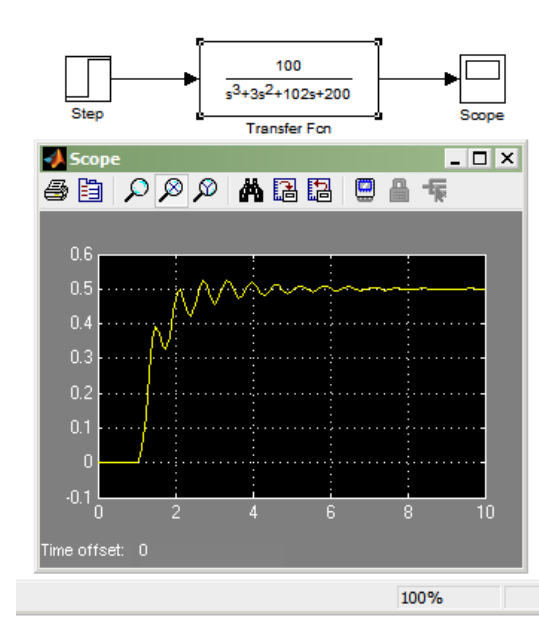 100
s3+3s2+102s+200
Step
Transfer Fcn
Scope
Scope
0.6
0.5
0.4
0.3
0.2
0.1
0
-0.1
0 2 4 6 8 10
Time offset: 0
100%